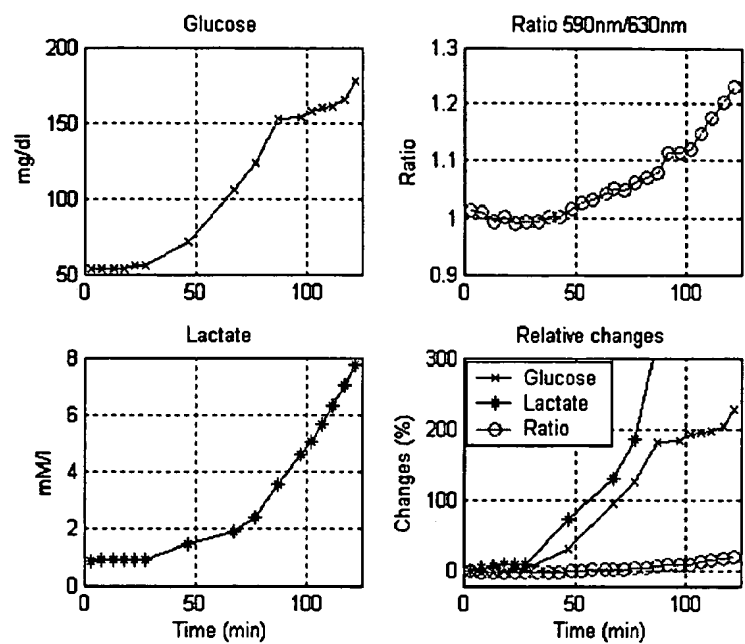 Glucose
200
150
100
50
mg/dl
0
50
100
Ratio 590nm/630nm
1.3
1.2
1.1
1
0.9
Ratio
0
50
100
Lactate
8
6
4
2
0
mM/l
0
50
100
Time (min)
Relative changes
300
200
100
0
Changes (%)
Glucose
Lactate
Ratio
0
50
100
Time (min)